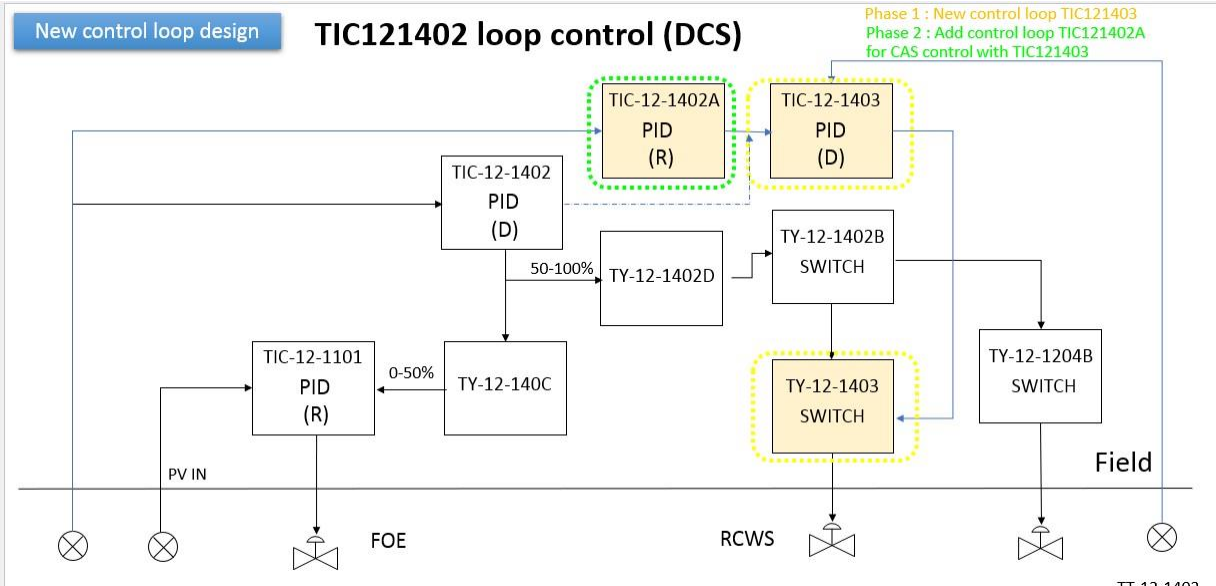 New control loop design
TIC121402 loop control (DCS)
Phase 1 : New control loop TIC121403
Phase 2 : Add control loop TIC121402A
for CAS control with TIC121403
TIC-12-1402A
PID
(R)
TIC-12-1403
PID
(D)
TIC-12-1402
PID
(D)
50-100%
TY-12-1402D
TY-12-1402B
SWITCH
TIC-12-1101
PID
(R)
0-50%
TY-12-140C
TY-12-1403
SWITCH
TY-12-1204B
SWITCH
PV IN
Field
FOE
RCWS